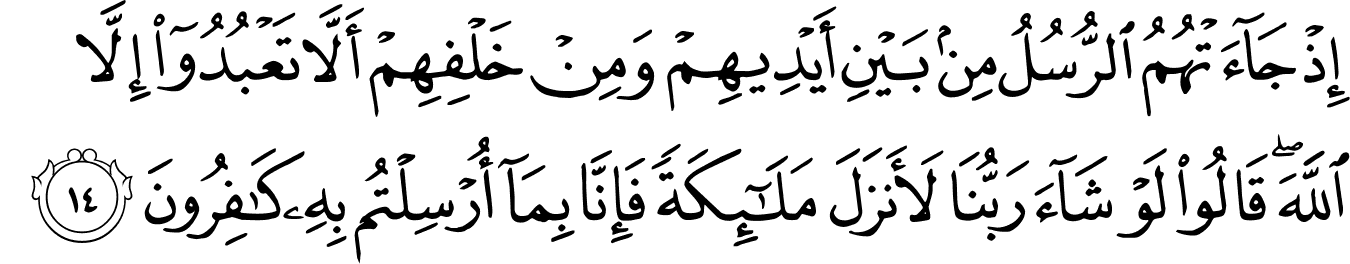 إِذْ جَآءَتْهُمُ ٱلرُّسُلُ مِنۢ بَيْنِ أَيْدِيهِمْ وَمِنْ خَلْفِهِمْ أَلَّا تَعْبُدُوٓا۟ إِلَّا
ٱللَّهَ ۖ قَالُوا۟ لَوْ شَآءَ رَبُّنَا لَأَنزَلَ مَلَـٰٓئِكَةً فَإِنَّا بِمَآ أُرْسِلْتُم بِهِۦ كَـٰفِرُونَ ١٤